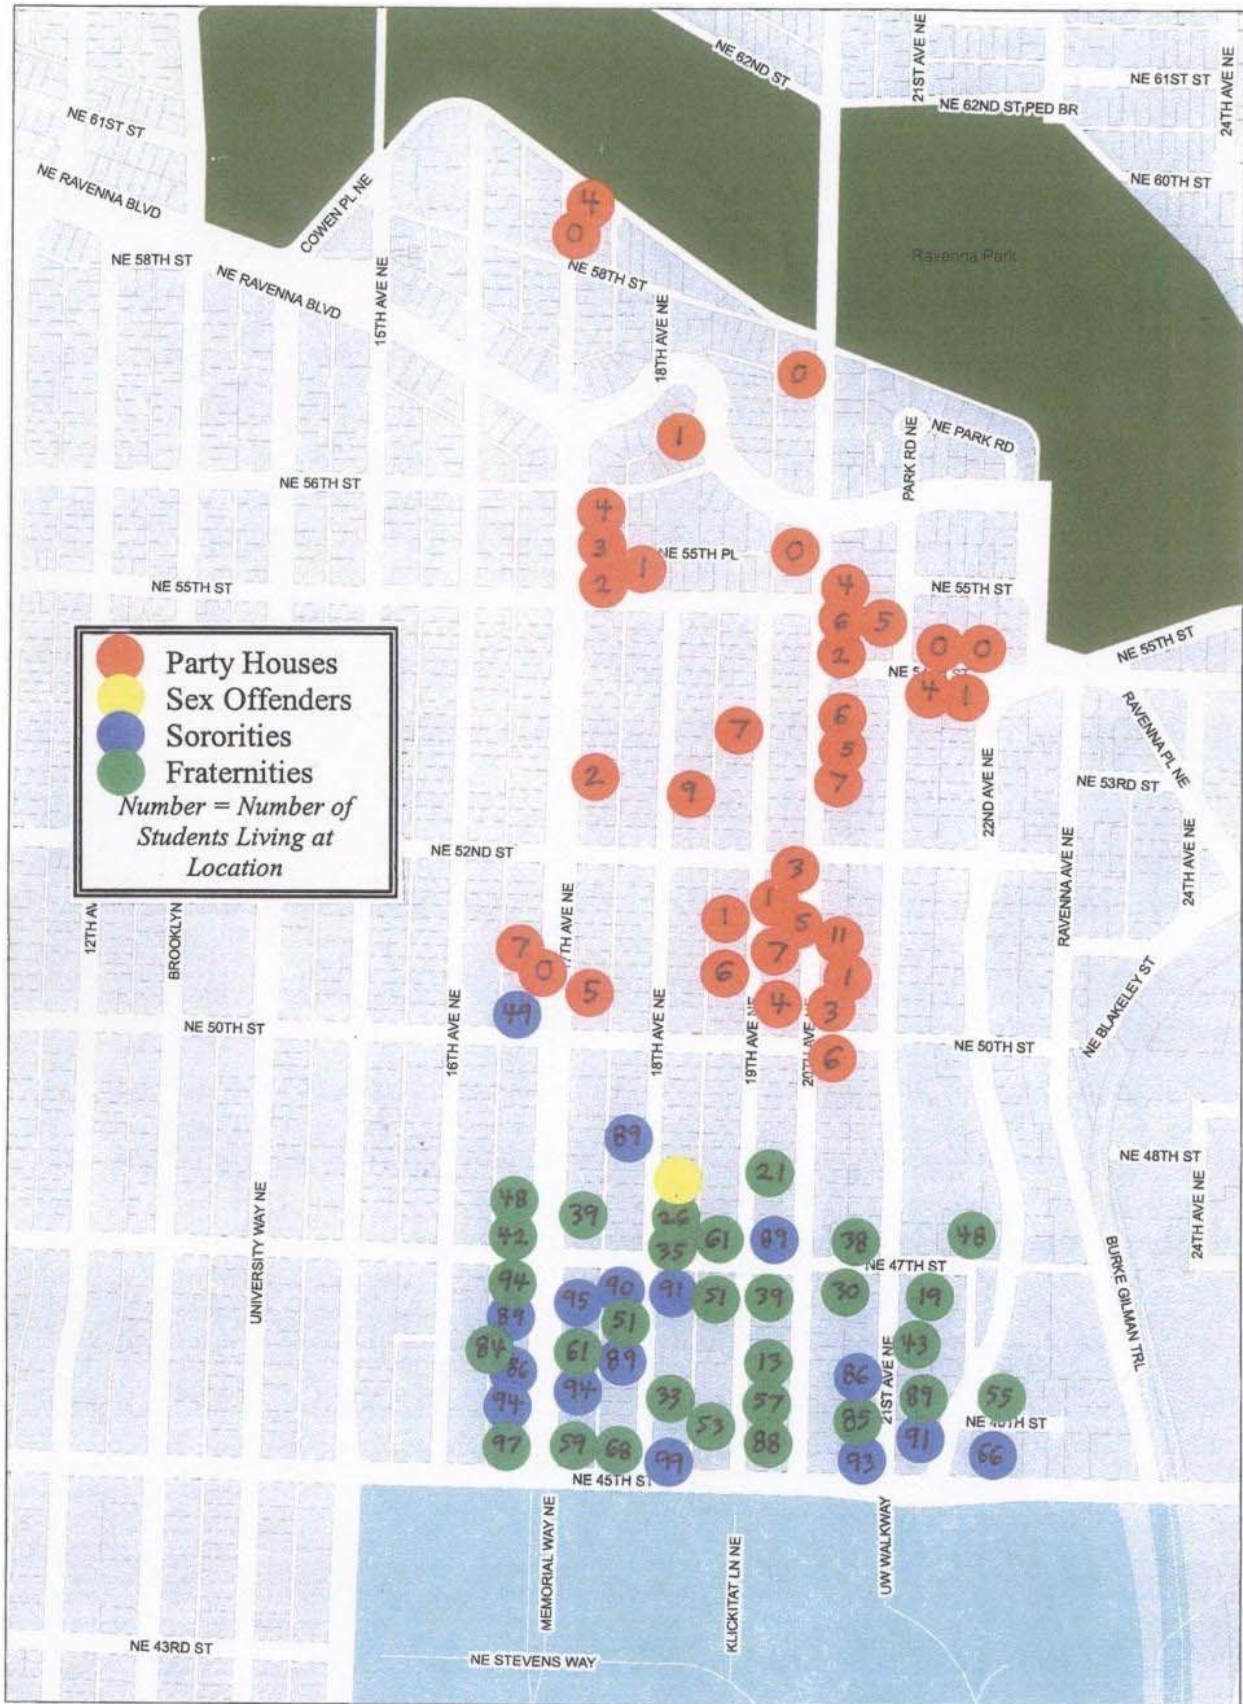 NE 62ND ST
21ST AVE NE
NE 61ST ST
NE 62ND ST PED BR
24TH AVE NE
NE 61ST ST
NE 60TH ST
NE RAVENNA BLVD
COWEN PL NE
4
0
NE 58TH ST
NE RAVENNA BLVD
15TH AVE NE
NE 58TH ST
Ravenna Park
18TH AVE NE
0
1
PARK RD NE
NE PARK RD
NE 56TH ST
4
3
1
2
NE 55TH PL
0
NE 55TH ST
4
NE 55TH ST
6
5
2
0
0
NE 55TH ST
4
1
Party Houses
Sex Offenders
Sororities
Fraternities
Number = Number of
Students Living at
Location
7
6
5
7
2
9
RAVENNA PL NE
22ND AVE NE
NE 53RD ST
24TH AVE NE
NE 52ND ST
RAVENNA AVE NE
3
1
1
5
11
7
6
1
4
3
12TH AV
BROOKLYN
7
0
5
17TH AVE NE
49
NE 50TH ST
16TH AVE NE
18TH AVE NE
19TH AVE NE
20TH AVE NE
6
NE 50TH ST
NE BLAKELEY ST
89
NE 48TH ST
24TH AVE NE
21
48
39
26
42
35
61
89
38
48
NE 47TH ST
UNIVERSITY WAY NE
BURKE GILMAN TRL
94
95
90
91
51
39
30
19
89
51
43
84
61
89
13
86
86
94
94
33
57
89
55
21ST AVE NE
53
85
NE 46TH ST
97
59
68
99
88
93
91
66
NE 45TH ST
MEMORIAL WAY NE
KLICKITAT LN NE
UW WALKWAY
NE 43RD ST
NE STEVENS WAY